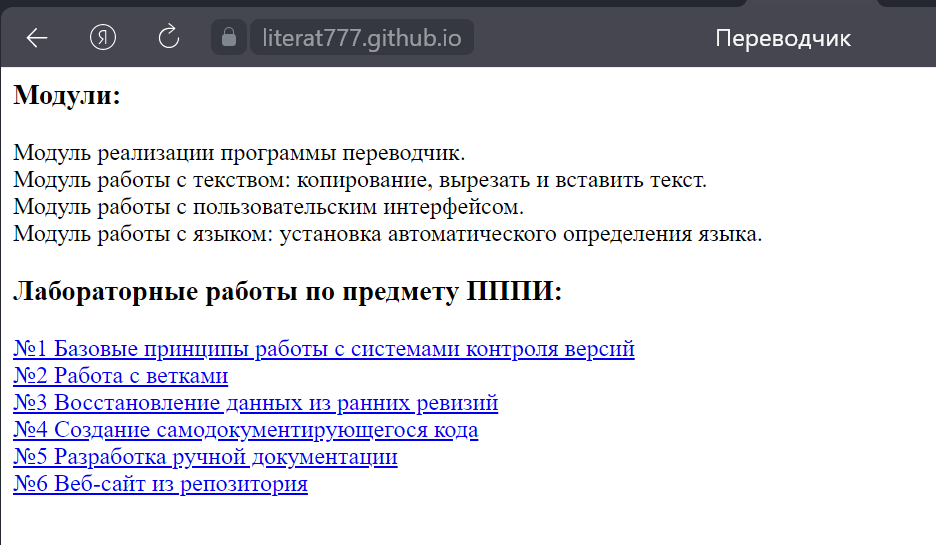 Я literat777.github.io Переводчик
Модули:
Модуль реализации программы переводчик.
Модуль работы с текством: копирование, вырезать и вставить текст.
Модуль работы с пользовательским интерфейсом.
Модуль работы с языком: установка автоматического определения языка.
Лабораторные работы по предмету ПППИ:
№1 Базовые принципы работы с системами контроля версий
№2 Работа с ветками
№3 Восстановление данных из ранних ревизий
№4 Создание самодокументирующегося кода
№5 Разработка ручной документации
№6 Веб-сайт из репозитория